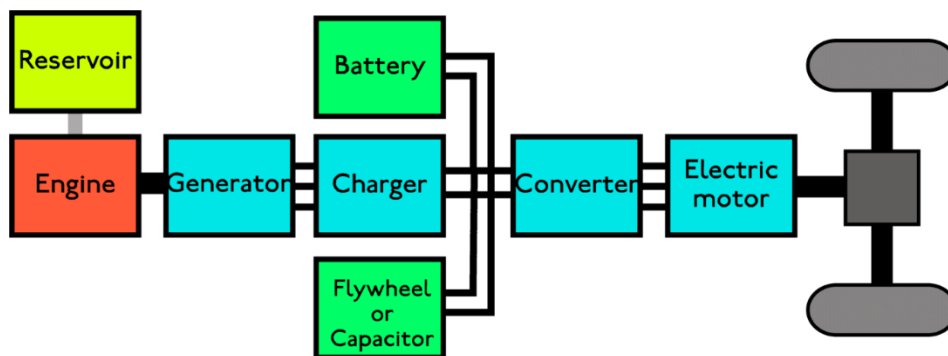 Reservoir
Battery
Engine
Generator
Charger
Converter
Electric
motor
Flywheel
or
Capacitor